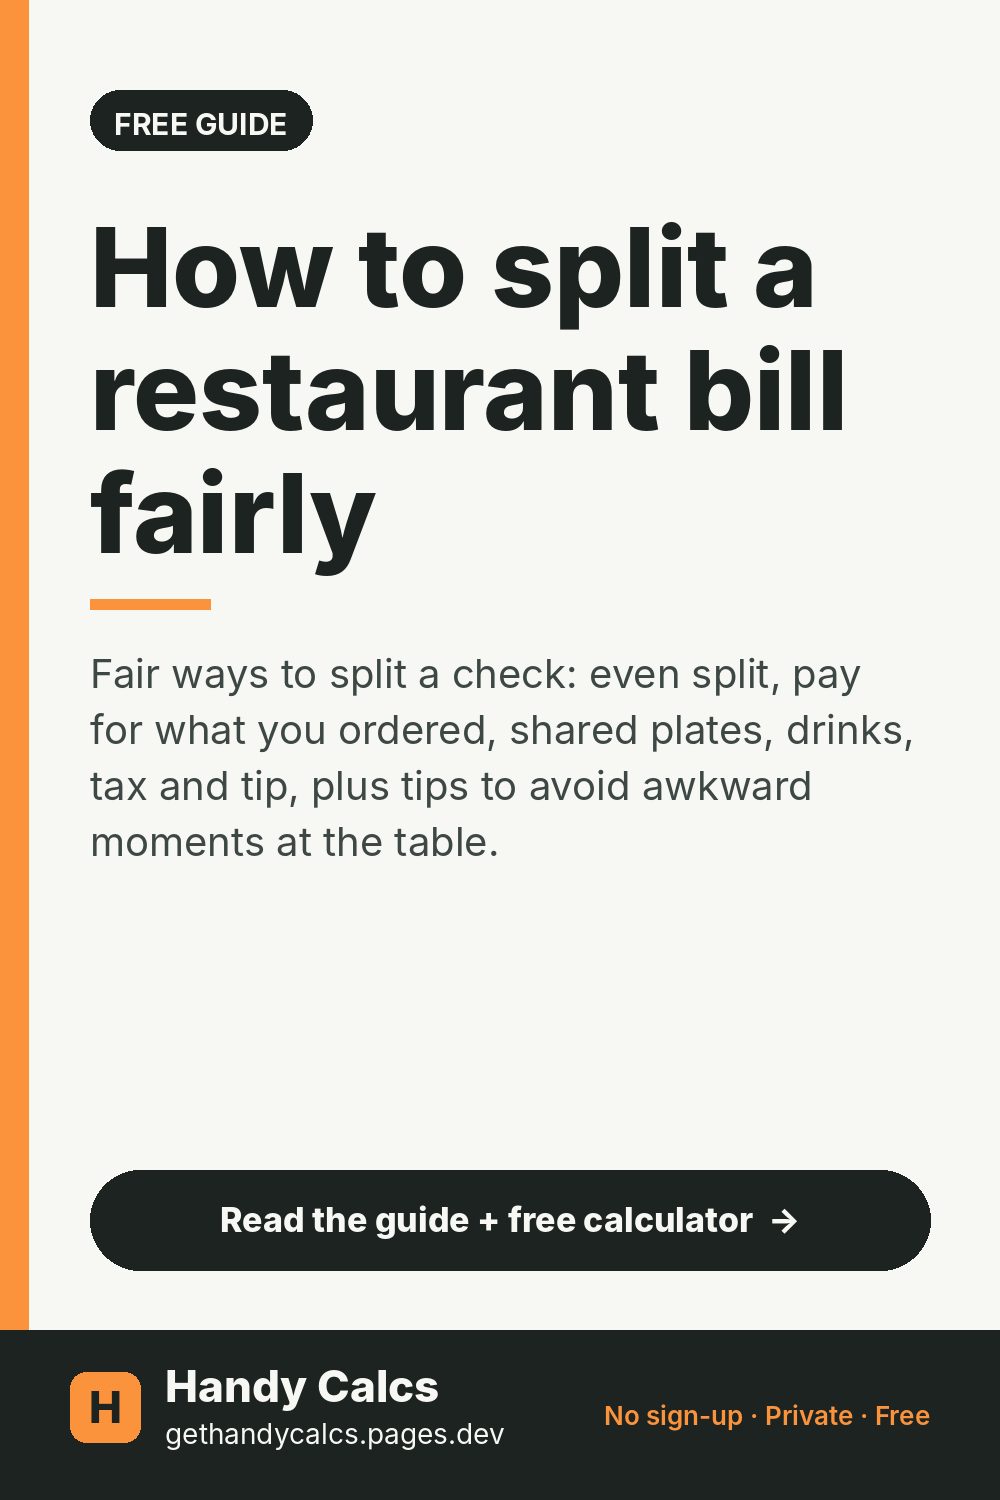 FREE GUIDE
How to split a
restaurant bill
fairly
Fair ways to split a check: even split, pay
for what you ordered, shared plates, drinks,
tax and tip, plus tips to avoid awkward
moments at the table.
Read the guide + free calculator →
H
Handy Calcs
gethandycalcs.pages.dev
No sign-up · Private · Free